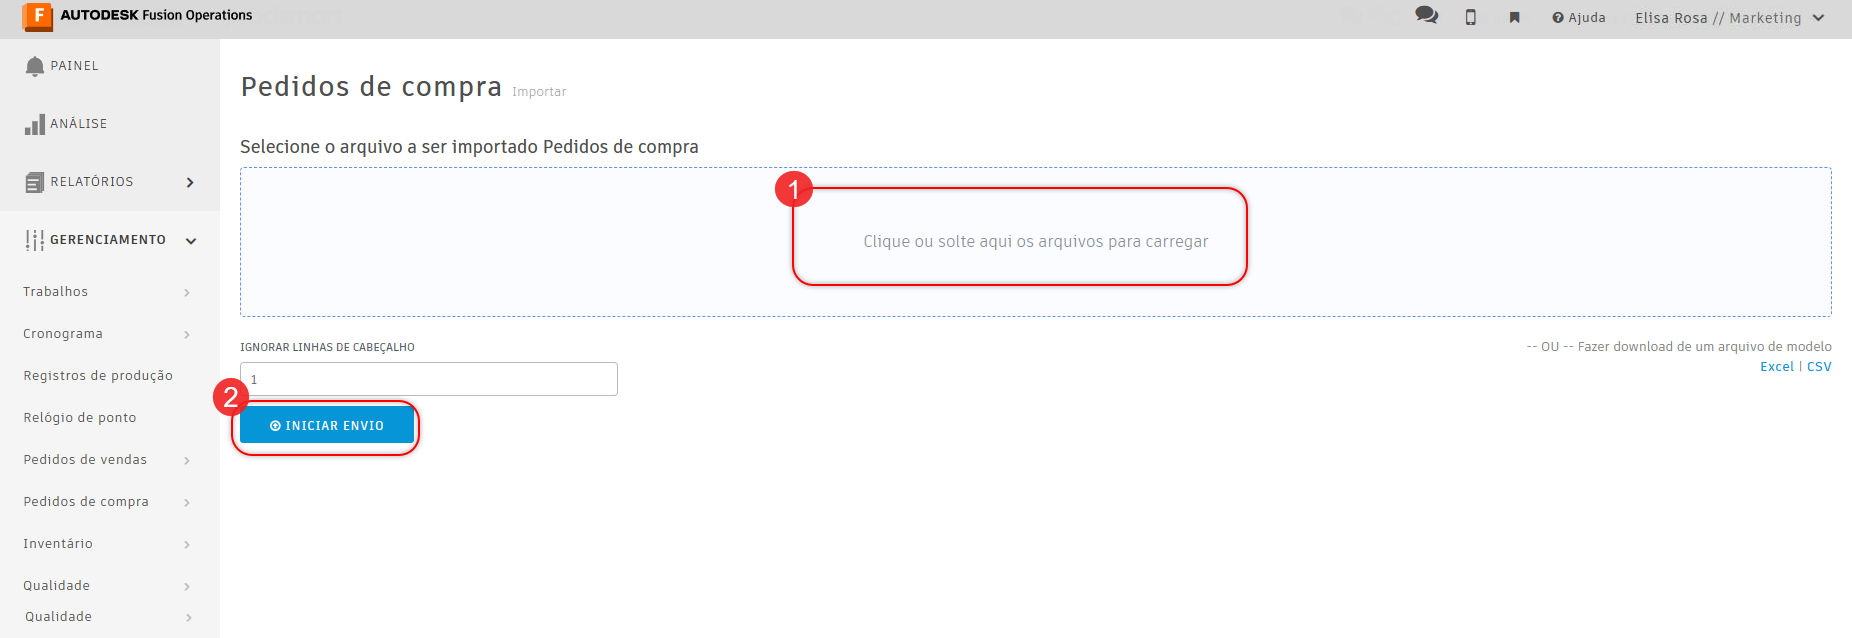 F AUTODESK Fusion Operations
Ajuda
Elisa Rosa // Marketing
PAINEL
ANÁLISE
RELATÓRIOS
GERENCIAMENTO
Trabalhos
Cronograma
Registros de produção
Relógio de ponto
Pedidos de vendas
Pedidos de compra
Inventário
Qualidade
Qualidade
Pedidos de compra Importar
Selecione o arquivo a ser importado Pedidos de compra
1
Clique ou solte aqui os arquivos para carregar
IGNORAR LINHAS DE CABEÇALHO
1
-- OU -- Fazer download de um arquivo de modelo
Excel | CSV
2
INICIAR ENVIO